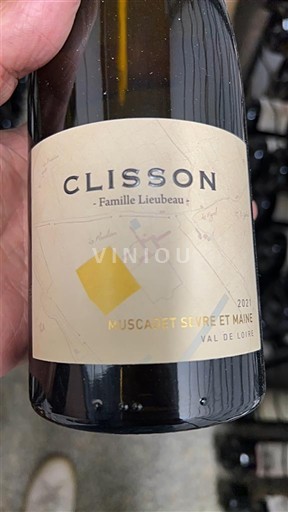 CLISSON
- Famille Lieubeau -
VINIOU
2021
MUSCADET SEVRE ET MAINE
VAL DE LOIRE